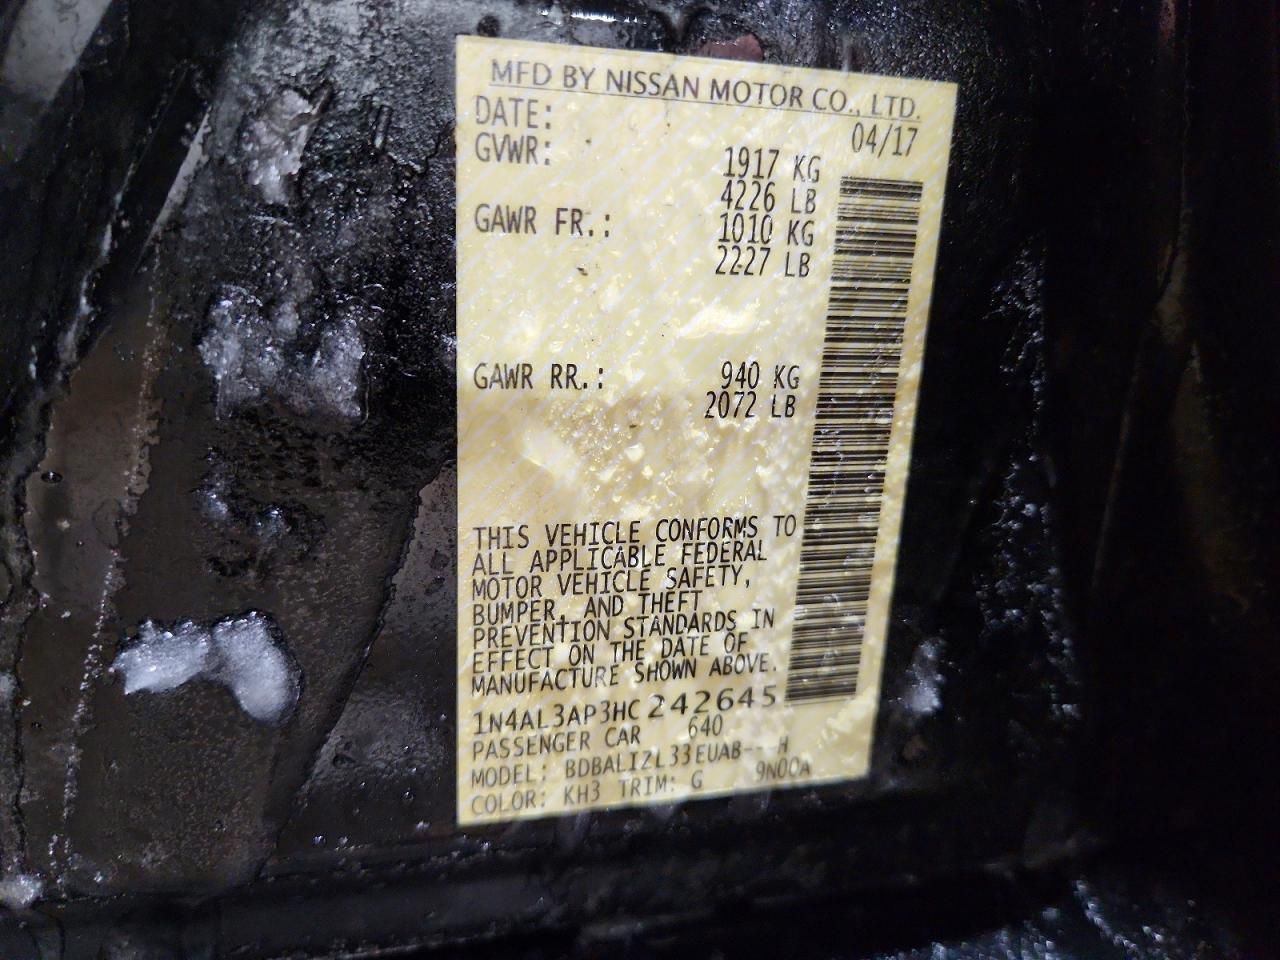 MFD BY NISSAN MOTOR CO., LTD.
DATE: 04/17
GVWR: 1917 KG
4226 LB
GAWR FR.: 1010 KG
2227 LB
GAWR RR.: 940 KG
2072 LB
THIS VEHICLE CONFORMS TO
ALL APPLICABLE FEDERAL
MOTOR VEHICLE SAFETY,
BUMPER, AND THEFT
PREVENTION STANDARDS IN
EFFECT ON THE DATE OF
MANUFACTURE SHOWN ABOVE.
1N4AL3AP3HC242645
PASSENGER CAR 640
MODEL: BDBALIZL33EUAB-- H
COLOR: KH3 TRIM: G 9N00A